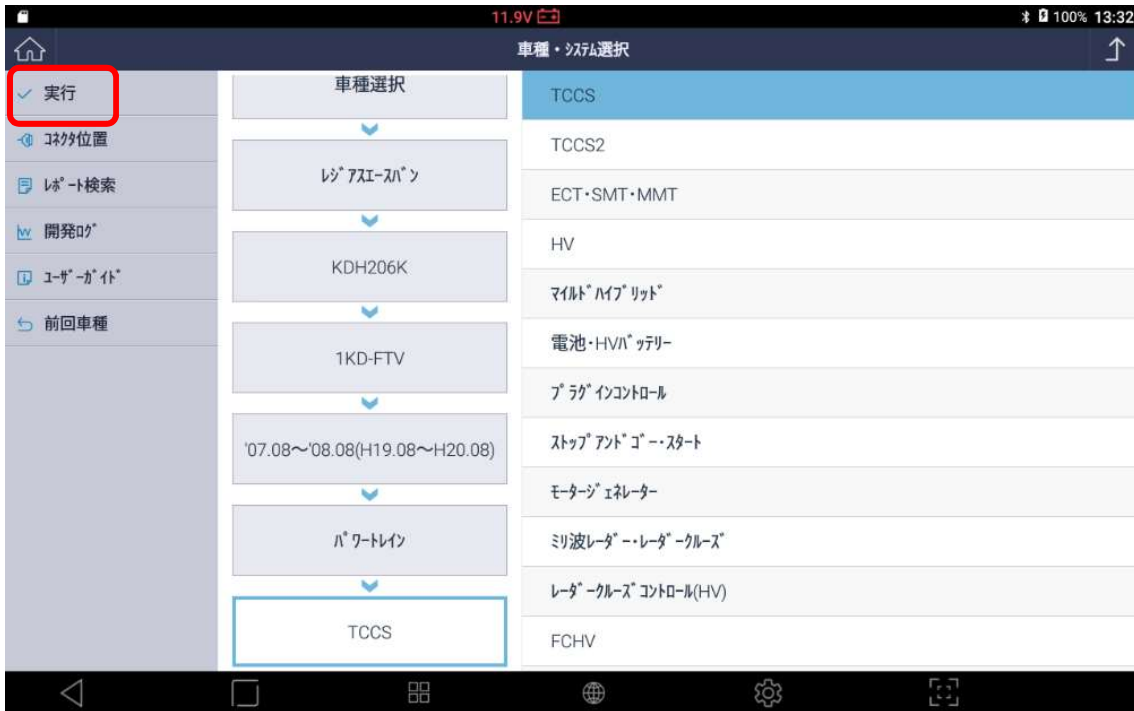 11.9V
100% 13:32
車種・ｼｽﾃﾑ選択
実行
ｺﾈｸﾀ位置
ﾚﾎﾟｰﾄ検索
開発ﾛｸﾞ
ﾕｰｻﾞｰｶﾞｲﾄﾞ
前回車種
車種選択
ﾚｼﾞｱｽｴｰｽﾊﾞﾝ
KDH206K
1KD-FTV
'07.08～'08.08(H19.08～H20.08)
ﾊﾟﾜｰﾄﾚｲﾝ
TCCS
TCCS
TCCS2
ECT･SMT･MMT
HV
ﾏｲﾙﾄﾞﾊｲﾌﾞﾘｯﾄﾞ
電池･HVﾊﾞｯﾃﾘｰ
ﾌﾟﾗｸﾞｲﾝｺﾝﾄﾛｰﾙ
ｽﾄｯﾌﾟｱﾝﾄﾞｺﾞｰ･ｽﾀｰﾄ
ﾓｰﾀｰｼﾞｪﾈﾚｰﾀｰ
ﾐﾘ波ﾚｰﾀﾞｰ･ﾚｰﾀﾞｰｸﾙｰｽﾞ
ﾚｰﾀﾞｰｸﾙｰｽﾞｺﾝﾄﾛｰﾙ(HV)
FCHV